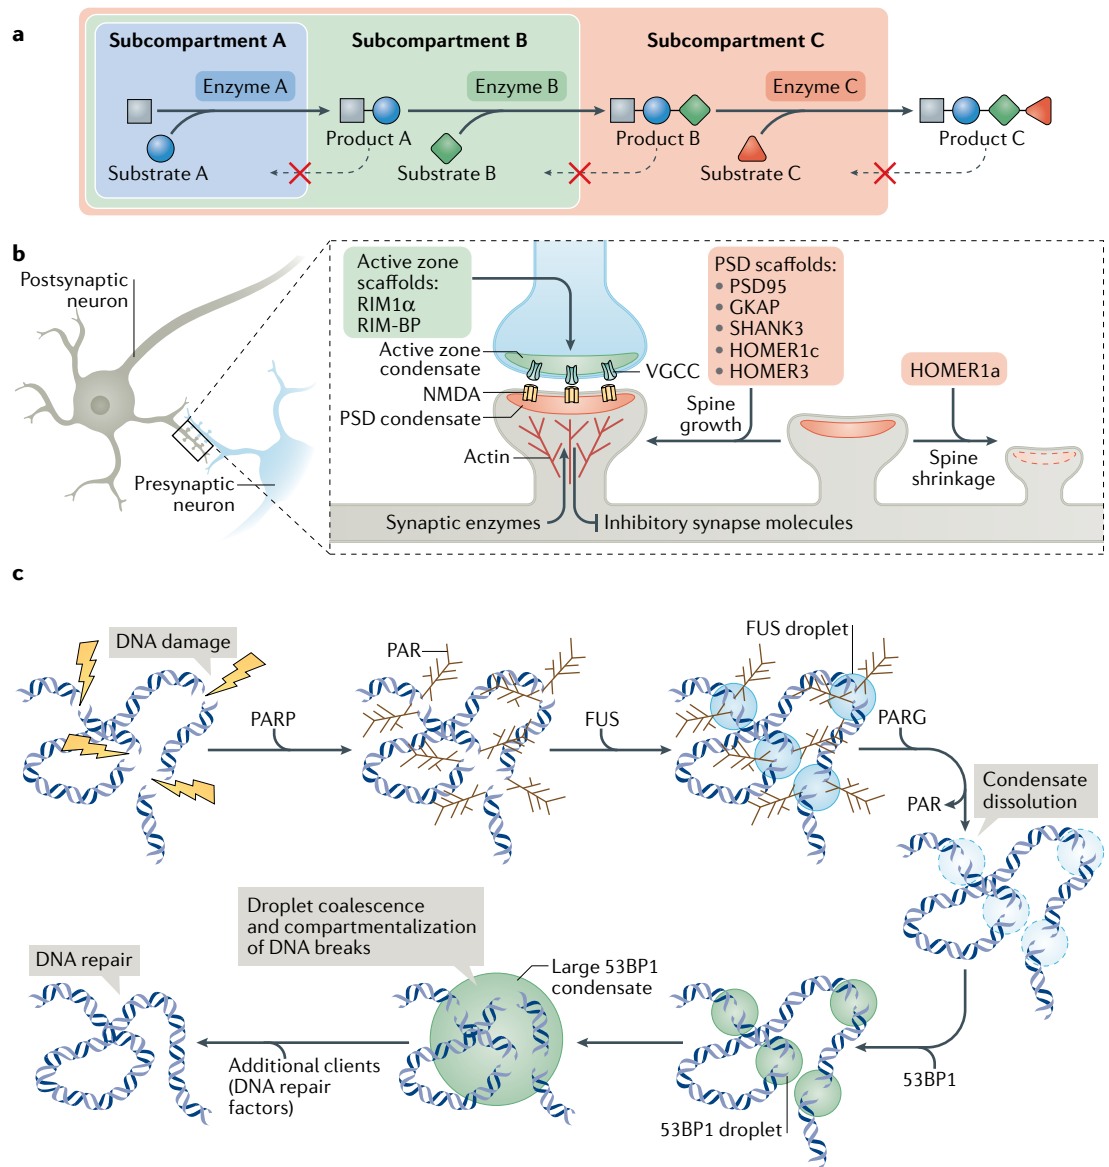 a
Subcompartment A
Subcompartment B
Subcompartment C
Enzyme A
Enzyme B
Enzyme C
Product A
Product B
Product C
Substrate A
Substrate B
Substrate C
b
Postsynaptic
neuron
Presynaptic
neuron
Active zone
scaffolds:
RIM1α
RIM-BP
Active zone
condensate
NMDA
PSD condensate
Actin
VGCC
PSD scaffolds:
• PSD95
• GKAP
• SHANK3
• HOMER1c
• HOMER3
HOMER1a
Spine
growth
Spine
shrinkage
Synaptic enzymes
Inhibitory synapse molecules
c
DNA damage
PARP
PAR
FUS
FUS droplet
PARG
PAR
Condensate
dissolution
53BP1
53BP1 droplet
Droplet coalescence
and compartmentalization
of DNA breaks
Large 53BP1
condensate
Additional clients
(DNA repair
factors)
DNA repair